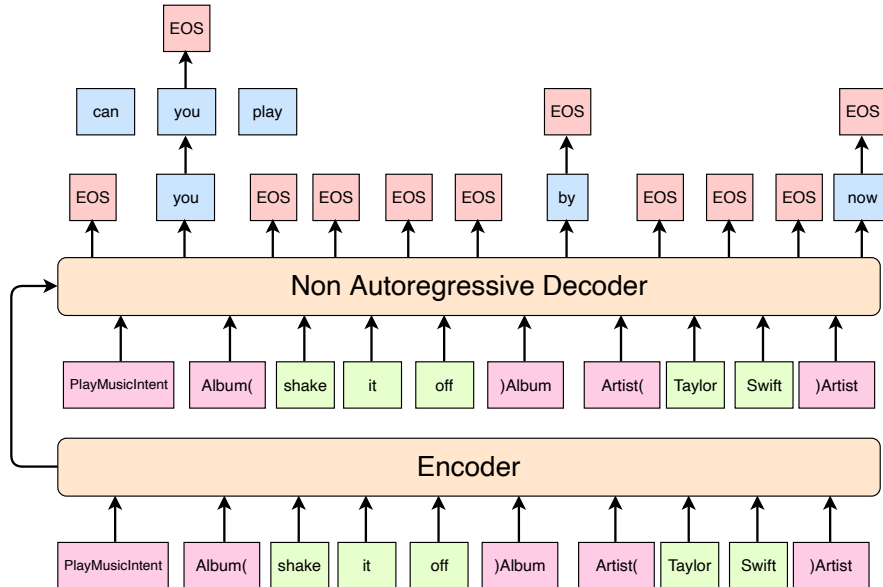 EOS
can you play EOS EOS
EOS you EOS EOS EOS EOS by EOS EOS EOS now
Non Autoregressive Decoder
PlayMusicIntent Album( shake it off )Album Artist( Taylor Swift )Artist
Encoder
PlayMusicIntent Album( shake it off )Album Artist( Taylor Swift )Artist